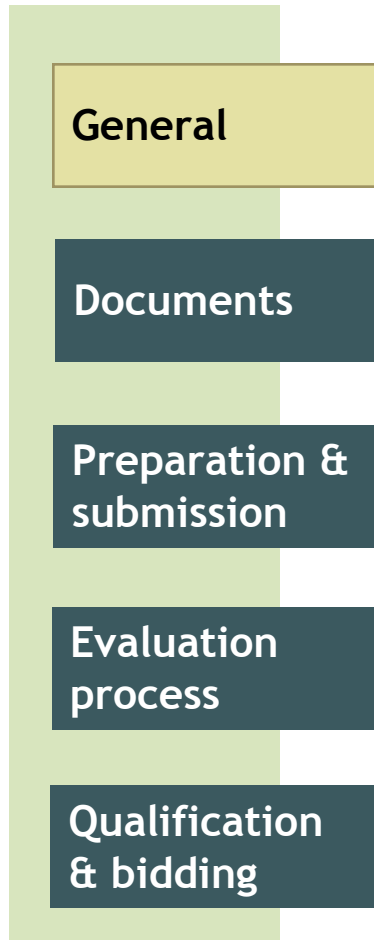 General
Documents
Preparation &
submission
Evaluation
process
Qualification
& bidding